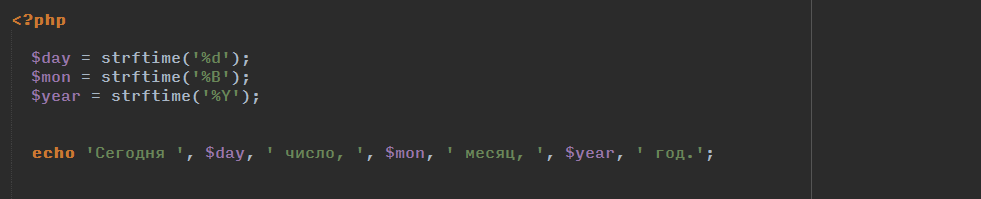 <?php
$day = strftime('%d');
$mon = strftime('%B');
$year = strftime('%Y');
echo 'Сегодня ', $day, ' число, ', $mon, ' месяц, ', $year, ' год.';